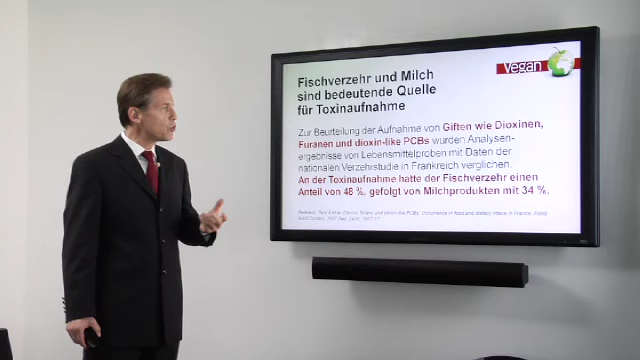 Vegan
Fischverzehr und Milch
sind bedeutende Quelle
für Toxinaufnahme
Zur Beurteilung der Aufnahme von Giften wie Dioxinen,
Furanen und dioxin-like PCBs wurden Analysen-
ergebnisse von Lebensmittelproben mit Daten der
nationalen Verzehrstudie in Frankreich verglichen.
An der Toxinaufnahme hatte der Fischverzehr einen
Anteil von 48 %, gefolgt von Milchprodukten mit 34 %.